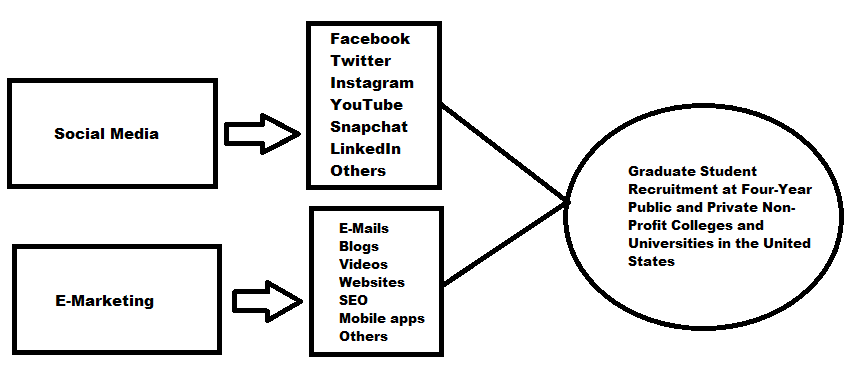 Social Media
Facebook
Twitter
Instagram
YouTube
Snapchat
LinkedIn
Others
E-Marketing
E-Mails
Blogs
Videos
Websites
SEO
Mobile apps
Others
Graduate Student
Recruitment at Four-Year
Public and Private Non-
Profit Colleges and
Universities in the United
States